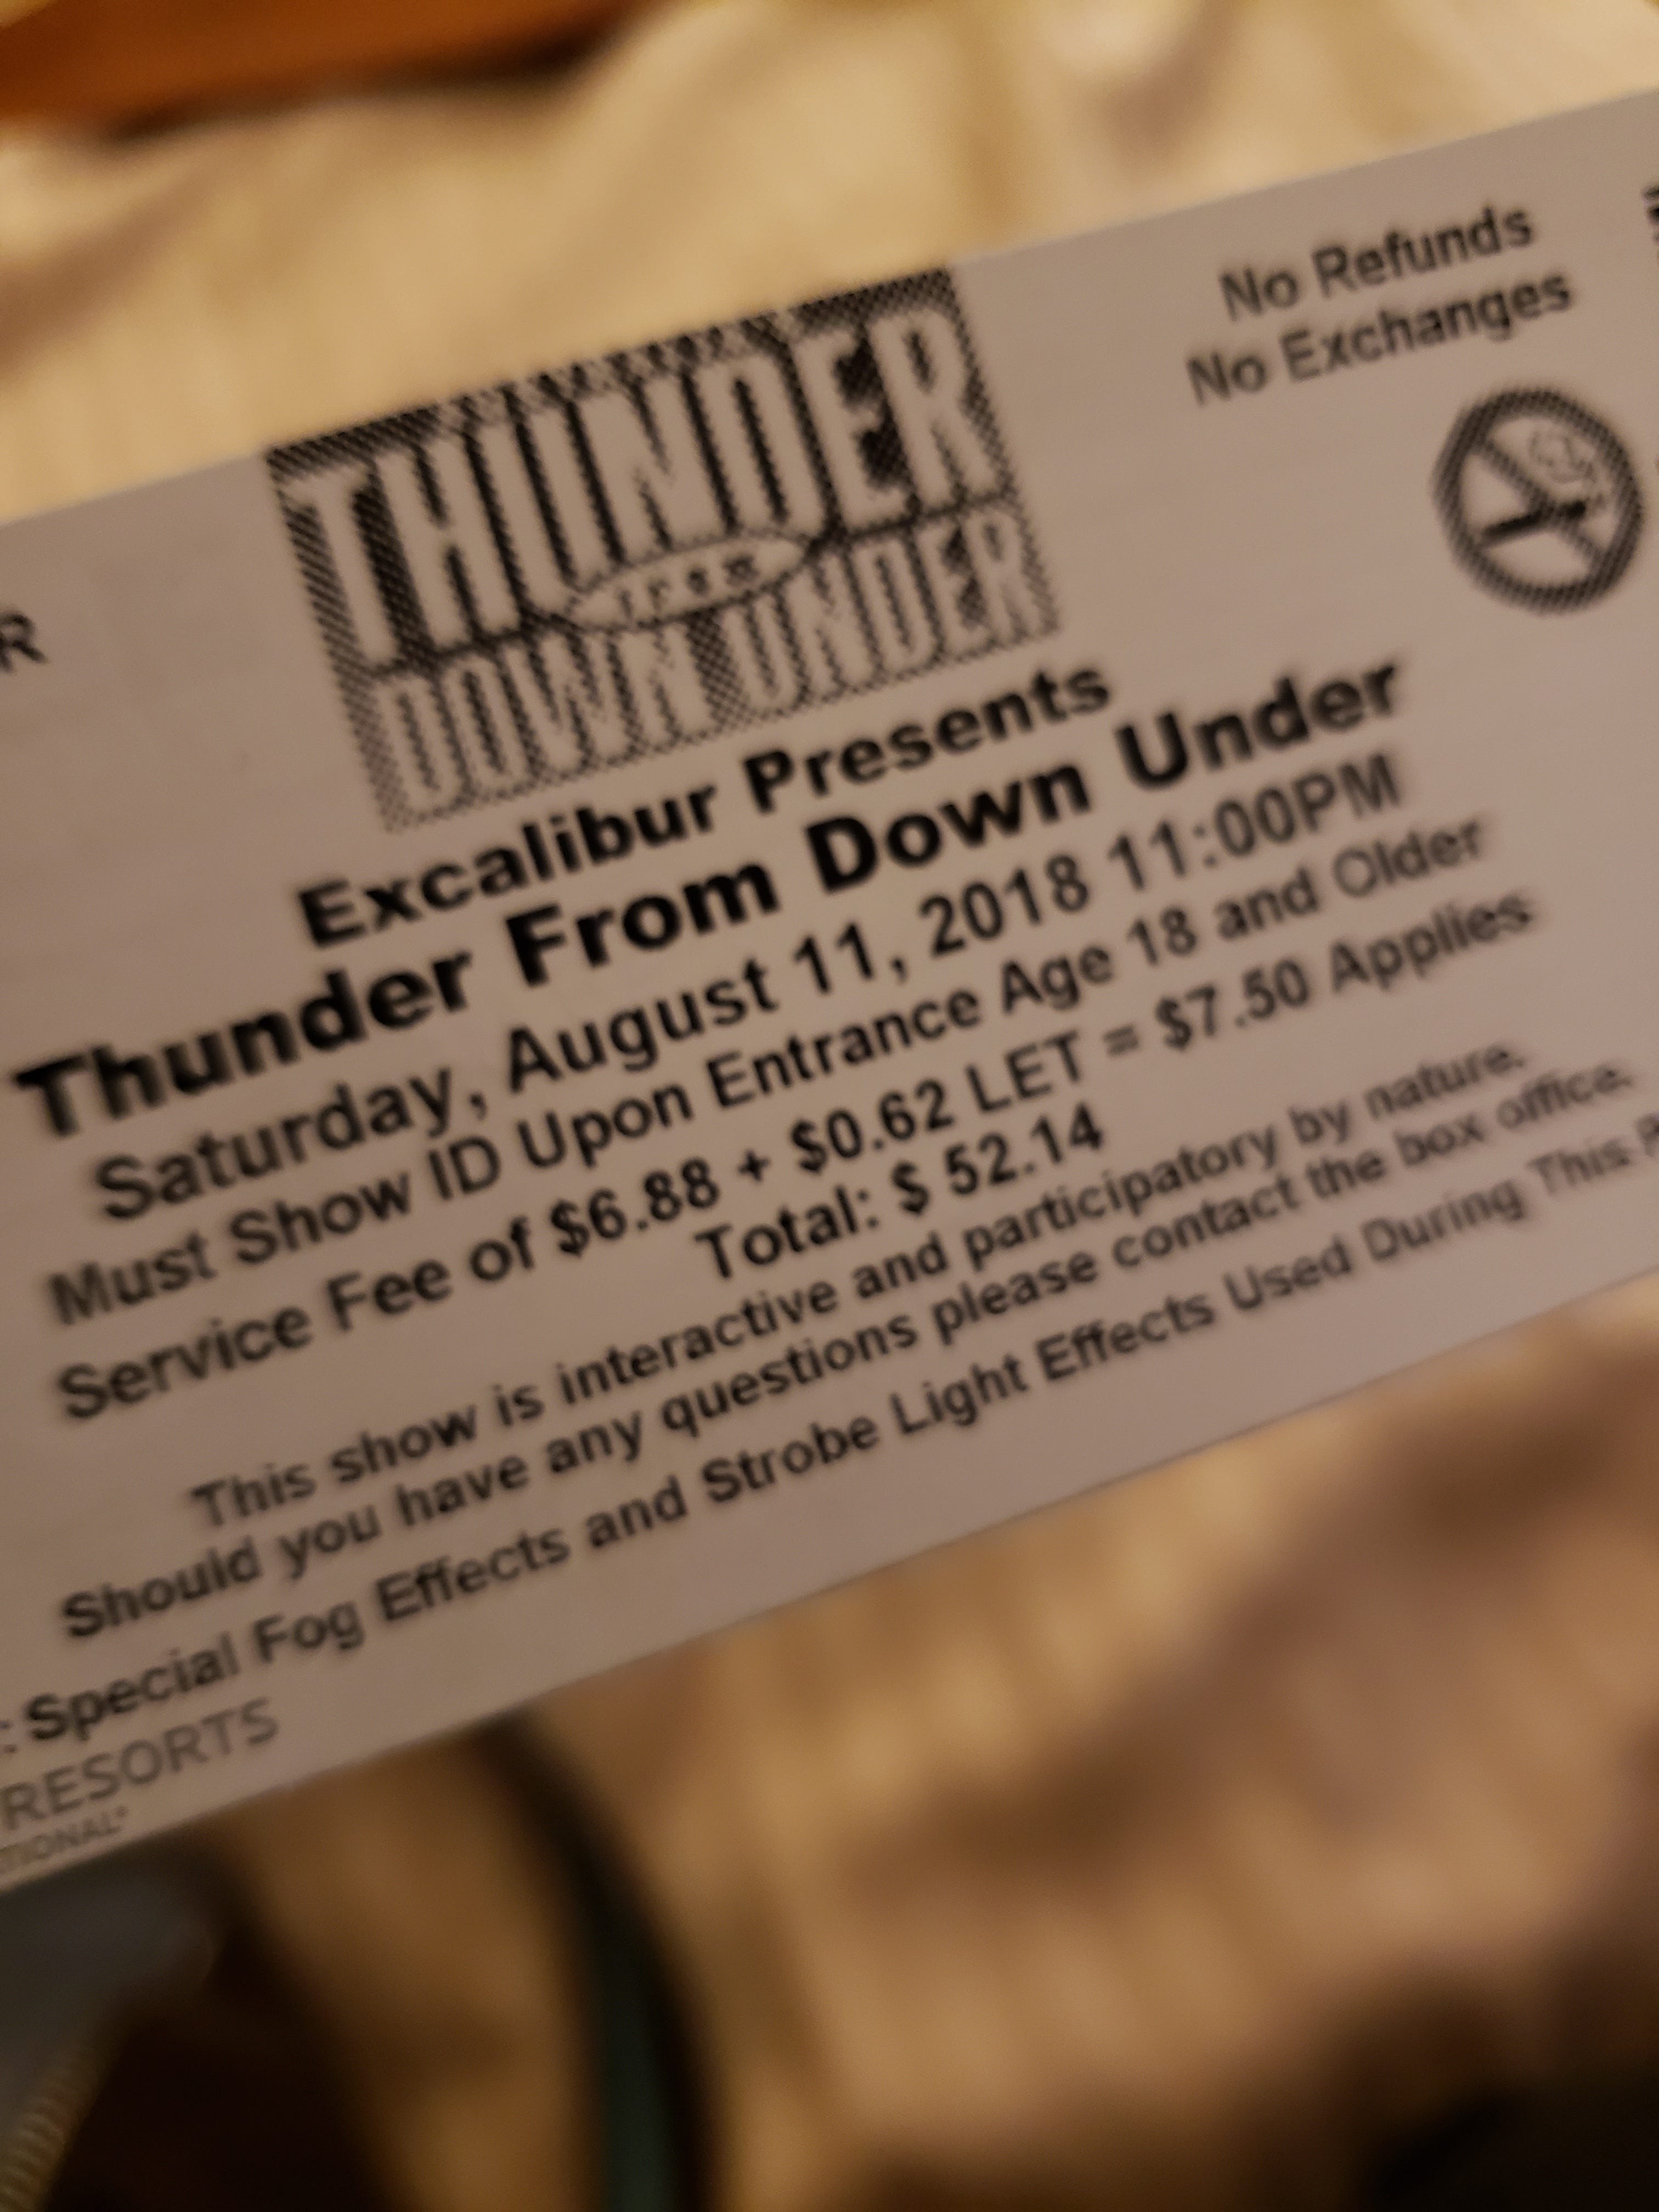 No Refunds
No Exchanges
R
THUNDER
FROM
DOWN UNDER
Excalibur Presents
Thunder From Down Under
Saturday, August 11, 2018 11:00PM
Must Show ID Upon Entrance Age 18 and Older
Service Fee of $6.88 + $0.62 LET = $7.50 Applies
Total: $ 52.14
This show is interactive and participatory by nature.
Should you have any questions please contact the box office.
: Special Fog Effects and Strobe Light Effects Used During This P
RESORTS
TIONAL®